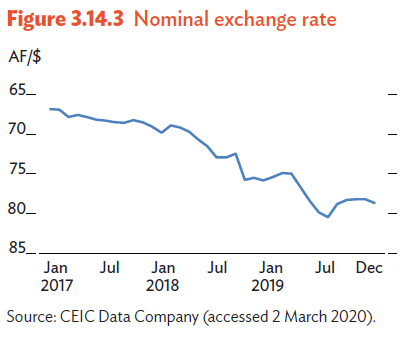 Figure 3.14.3 Nominal exchange rate
AF/$
65
70
75
80
85
Jan Jul Jan Jul Jan Jul Dec
2017 2018 2019
Source: CEIC Data Company (accessed 2 March 2020).